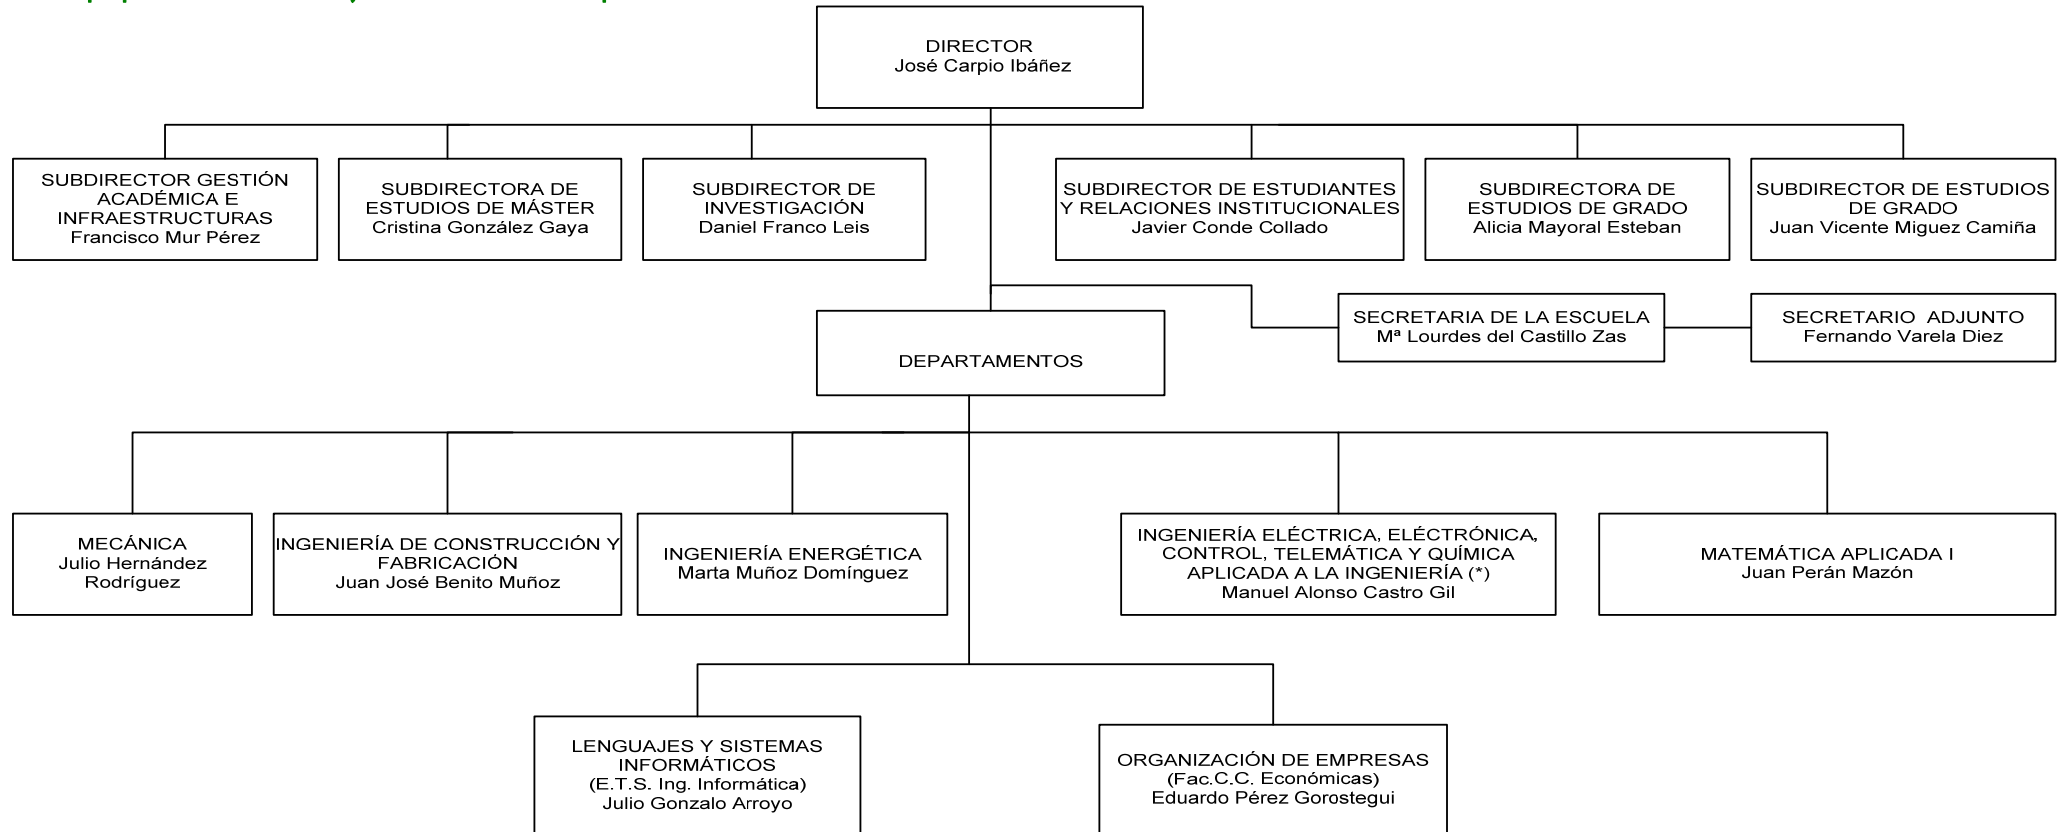 DIRECTOR
José Carpio Ibáñez
SUBDIRECTOR GESTIÓN
ACADÉMICA E
INFRAESTRUCTURAS
Francisco Mur Pérez
SUBDIRECTORA DE
ESTUDIOS DE MÁSTER
Cristina González Gaya
SUBDIRECTOR DE
INVESTIGACIÓN
Daniel Franco Leis
SUBDIRECTOR DE ESTUDIANTES
Y RELACIONES INSTITUCIONALES
Javier Conde Collado
SUBDIRECTORA DE
ESTUDIOS DE GRADO
Alicia Mayoral Esteban
SUBDIRECTOR DE ESTUDIOS
DE GRADO
Juan Vicente Miguez Camiña
SECRETARIA DE LA ESCUELA
Mª Lourdes del Castillo Zas
SECRETARIO ADJUNTO
Fernando Varela Diez
DEPARTAMENTOS
MECÁNICA
Julio Hernández
Rodríguez
INGENIERÍA DE CONSTRUCCIÓN Y
FABRICACIÓN
Juan José Benito Muñoz
INGENIERÍA ENERGÉTICA
Marta Muñoz Domínguez
INGENIERÍA ELÉCTRICA, ELÉCTRÓNICA,
CONTROL, TELEMÁTICA Y QUÍMICA
APLICADA A LA INGENIERÍA (*)
Manuel Alonso Castro Gil
MATEMÁTICA APLICADA I
Juan Perán Mazón
LENGUAJES Y SISTEMAS
INFORMÁTICOS
(E.T.S. Ing. Informática)
Julio Gonzalo Arroyo
ORGANIZACIÓN DE EMPRESAS
(Fac.C.C. Económicas)
Eduardo Pérez Gorostegui